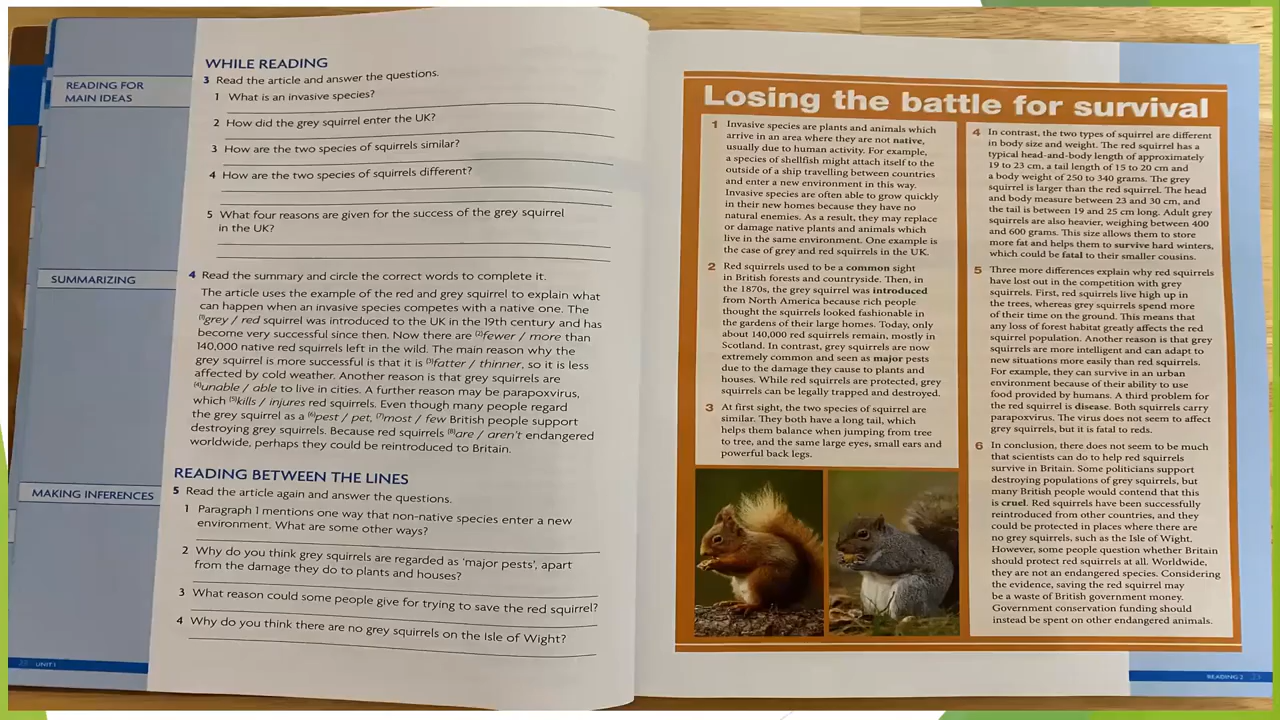 READING FOR
MAIN IDEAS
WHILE READING
3 Read the article and answer the questions.
1 What is an invasive species?
2 How did the grey squirrel enter the UK?
3 How are the two species of squirrels similar?
4 How are the two species of squirrels different?
5 What four reasons are given for the success of the grey squirrel
in the UK?
SUMMARIZING
4 Read the summary and circle the correct words to complete it.
The article uses the example of the red and grey squirrel to explain what
can happen when an invasive species competes with a native one. The
(1)grey / red squirrel was introduced to the UK in the 19th century and has
become very successful since then. Now there are (2)fewer / more than
140,000 native red squirrels left in the wild. The main reason why the
grey squirrel is more successful is that it is (3)fatter / thinner, so it is less
affected by cold weather. Another reason is that grey squirrels are
(4)unable / able to live in cities. A further reason may be parapoxvirus,
which (5)kills / injures red squirrels. Even though many people regard
the grey squirrel as a (6)pest / pet, (7)most / few British people support
destroying grey squirrels. Because red squirrels (8)are / aren't endangered
worldwide, perhaps they could be reintroduced to Britain.
MAKING INFERENCES
READING BETWEEN THE LINES
5 Read the article again and answer the questions.
1 Paragraph 1 mentions one way that non-native species enter a new
environment. What are some other ways?
2 Why do you think grey squirrels are regarded as 'major pests', apart
from the damage they do to plants and houses?
3 What reason could some people give for trying to save the red squirrel?
4 Why do you think there are no grey squirrels on the Isle of Wight?
UNIT 1
Losing the battle for survival
1 Invasive species are plants and animals which
arrive in an area where they are not native,
usually due to human activity. For example,
a species of shellfish might attach itself to the
outside of a ship travelling between countries
and enter a new environment in this way.
Invasive species are often able to grow quickly
in their new homes because they have no
natural enemies. As a result, they may replace
or damage native plants and animals which
live in the same environment. One example is
the case of grey and red squirrels in the UK.
2 Red squirrels used to be a common sight
in British forests and countryside. Then, in
the 1870s, the grey squirrel was introduced
from North America because rich people
thought the squirrels looked fashionable in
the gardens of their large homes. Today, only
about 140,000 red squirrels remain, mostly in
Scotland. In contrast, grey squirrels are now
extremely common and seen as major pests
due to the damage they cause to plants and
houses. While red squirrels are protected, grey
squirrels can be legally trapped and destroyed.
3 At first sight, the two species of squirrel are
similar. They both have a long tail, which
helps them balance when jumping from tree
to tree, and the same large eyes, small ears and
powerful back legs.
4 In contrast, the two types of squirrel are different
in body size and weight. The red squirrel has a
typical head-and-body length of approximately
19 to 23 cm, a tail length of 15 to 20 cm and
a body weight of 250 to 340 grams. The grey
squirrel is larger than the red squirrel. The head
and body measure between 23 and 30 cm, and
the tail is between 19 and 25 cm long. Adult grey
squirrels are also heavier, weighing between 400
and 600 grams. This size allows them to store
more fat and helps them to survive hard winters,
which could be fatal to their smaller cousins.
5 Three more differences explain why red squirrels
have lost out in the competition with grey
squirrels. First, red squirrels live high up in
the trees, whereas grey squirrels spend more
of their time on the ground. This means that
any loss of forest habitat greatly affects the red
squirrel population. Another reason is that grey
squirrels are more intelligent and can adapt to
new situations more easily than red squirrels.
For example, they can survive in an urban
environment because of their ability to use
food provided by humans. A third problem for
the red squirrel is disease. Both squirrels carry
parapoxvirus. The virus does not seem to affect
grey squirrels, but it is fatal to reds.
6 In conclusion, there does not seem to be much
that scientists can do to help red squirrels
survive in Britain. Some politicians support
destroying populations of grey squirrels, but
many British people would contend that this
is cruel. Red squirrels have been successfully
reintroduced from other countries, and they
could be protected in places where there are
no grey squirrels, such as the Isle of Wight.
However, some people question whether Britain
should protect red squirrels at all. Worldwide,
they are not an endangered species. Considering
the evidence, saving the red squirrel may
be a waste of British government money.
Government conservation funding should
instead be spent on other endangered animals.
READING 2